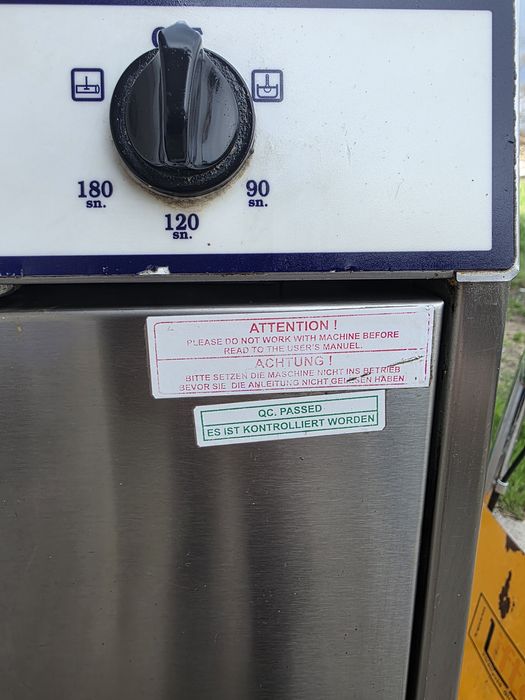 180
sn.
120
sn.
90
sn.
ATTENTION !
PLEASE DO NOT WORK WITH MACHINE BEFORE
READ TO THE USER'S MANUEL.
ACHTUNG !
BITTE SETZEN DIE MASCHINE NICHT INS BETRIEB
BEVOR SIE DIE ANLEITUNG NICHT GELESEN HABEN
QC. PASSED
ES IST KONTROLLIERT WORDEN